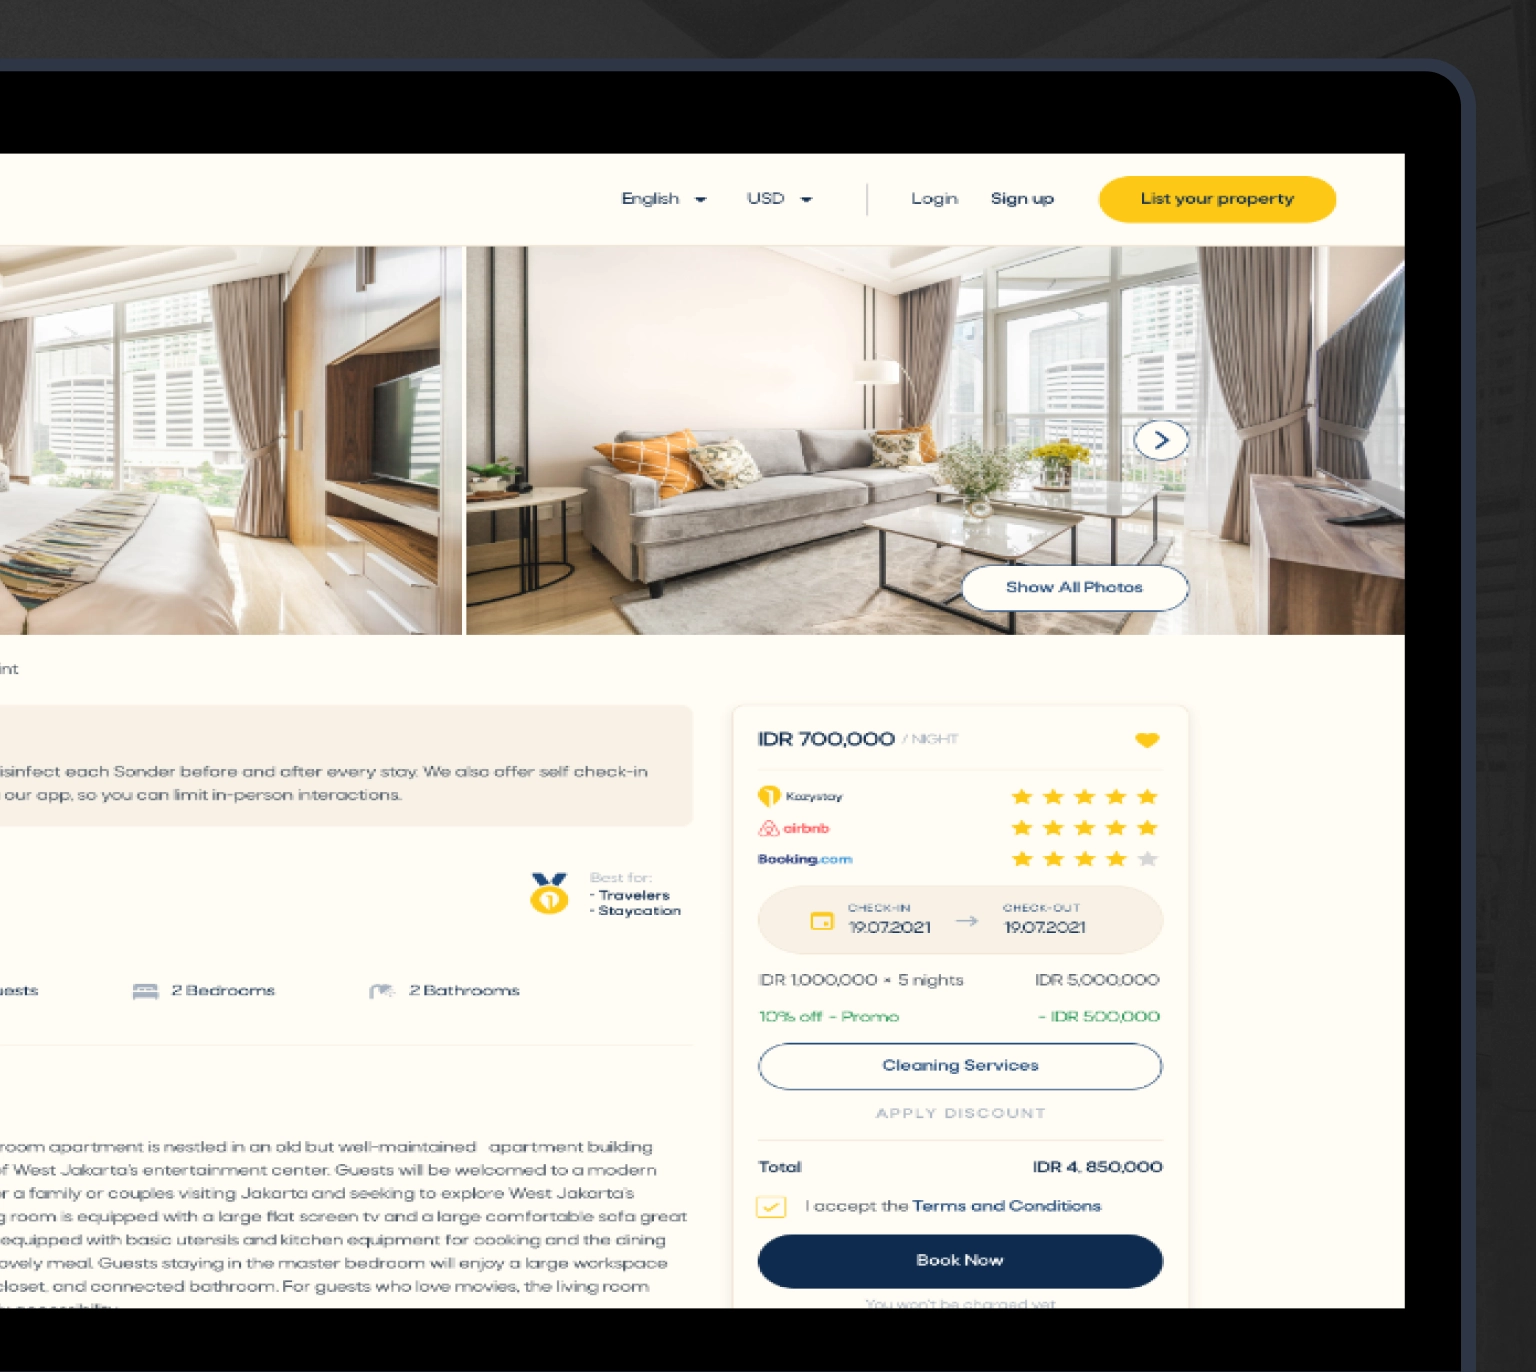 English
USD
Login
Sign up
List your property
Show All Photos
int
isinfect each Sonder before and after every stay. We also offer self check-in
our app, so you can limit in-person interactions.
Best for:
- Travelers
- Staycation
uests
2 Bedrooms
2 Bathrooms
room apartment is nestled in an old but well-maintained apartment building
of West Jakarta's entertainment center. Guests will be welcomed to a modern
or a family or couples visiting Jakarta and seeking to explore West Jakarta's
g room is equipped with a large flat screen tv and a large comfortable sofa great
equipped with basic utensils and kitchen equipment for cooking and the dining
ovely meal. Guests staying in the master bedroom will enjoy a large workspace
closet, and connected bathroom. For guests who love movies, the living room
IDR 700,000 / NIGHT
Kozystay
airbnb
Booking.com
CHECK-IN
19.07.2021
CHECK-OUT
19.07.2021
IDR 1,000,000 × 5 nights
IDR 5,000,000
10% off - Promo
- IDR 500,000
Cleaning Services
APPLY DISCOUNT
Total
IDR 4, 850,000
I accept the Terms and Conditions
Book Now
You won't be charged yet